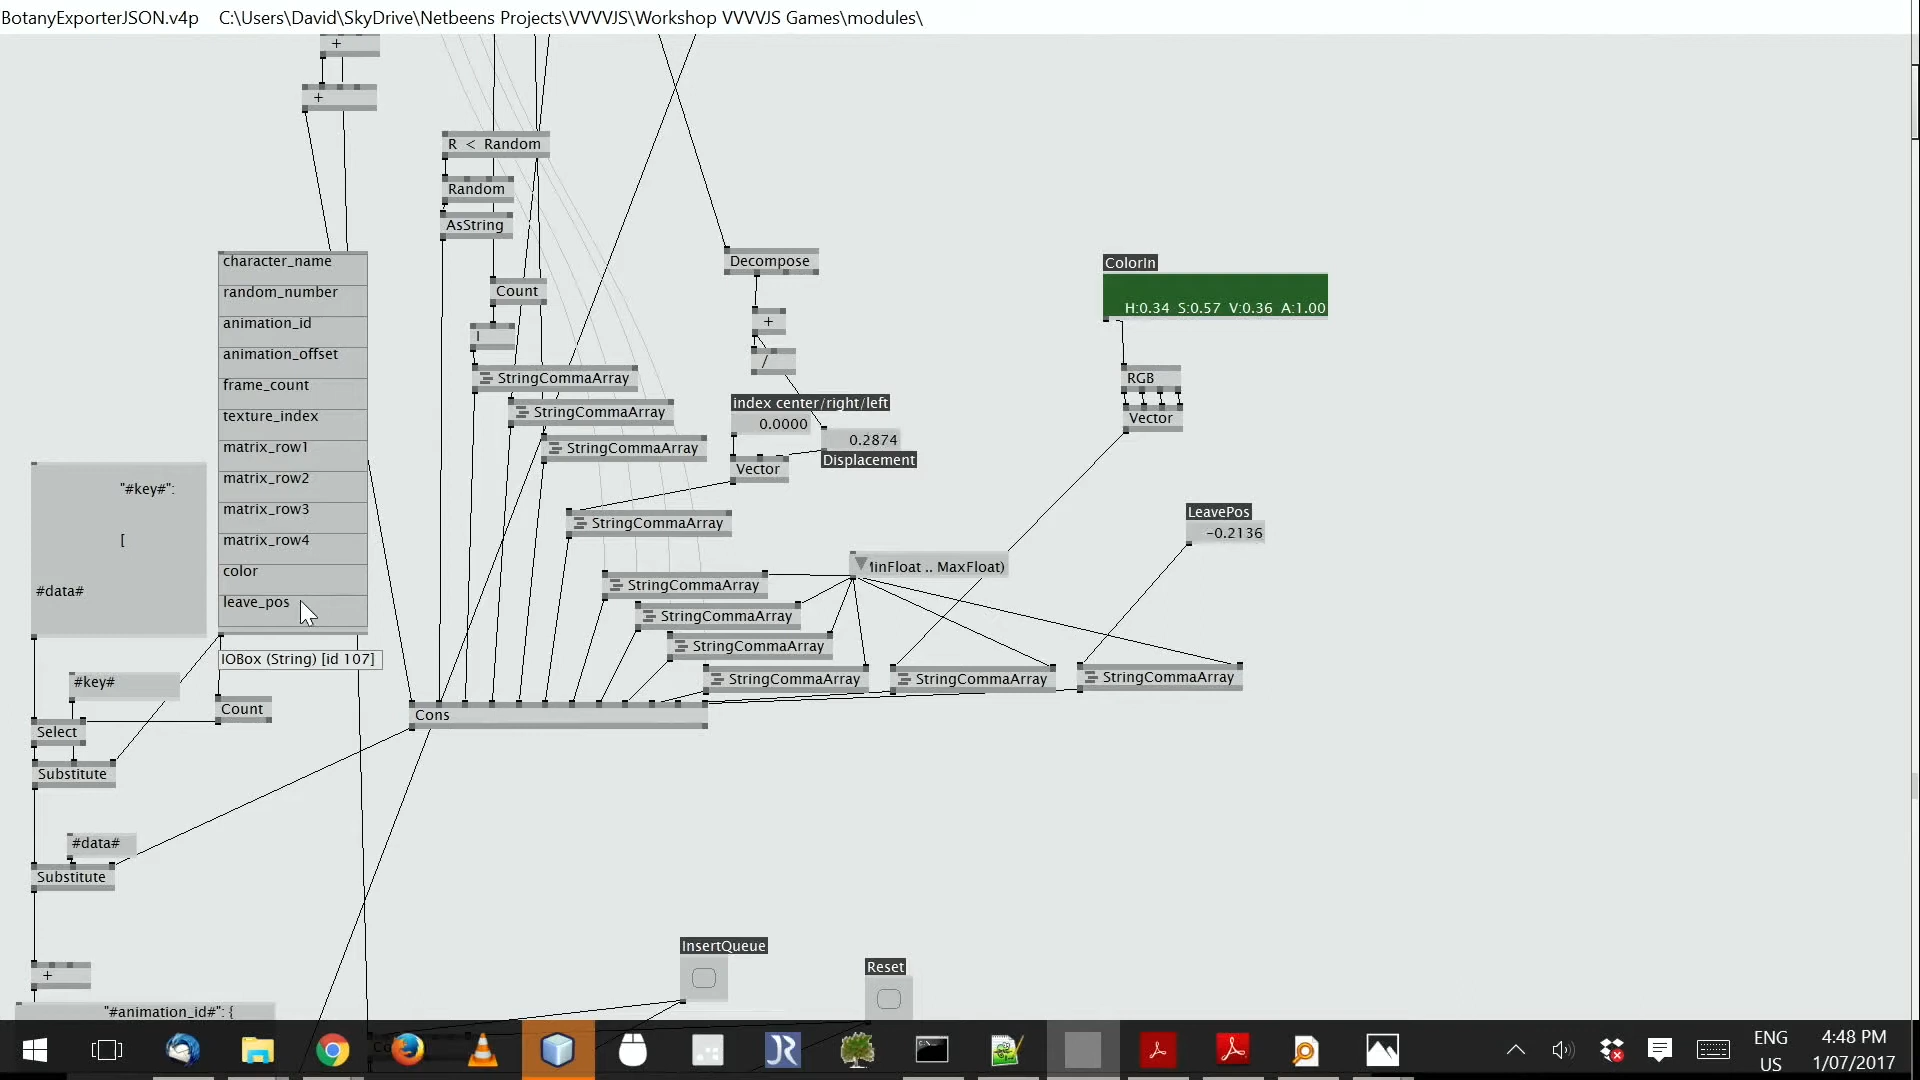 BotanyExporterJSON.v4p C:\Users\David\SkyDrive\Netbeens Projects\VVVVJS\Workshop VVVVJS Games\modules\
+
+
R < Random
Random
AsString
Count
I
StringCommaArray
StringCommaArray
StringCommaArray
Decompose
+
/
index center/right/left
0.0000
0.2874
Displacement
Vector
StringCommaArray
ColorIn
H:0.34 S:0.57 V:0.36 A:1.00
RGB
Vector
LeavePos
-0.2136
character_name
random_number
animation_id
animation_offset
frame_count
texture_index
matrix_row1
matrix_row2
matrix_row3
matrix_row4
color
leave_pos
IOBox (String) [id 107]
Count
"#key#":
[
#data#
#key#
Select
Substitute
#data#
Substitute
+
"#animation_id#": {
MinFloat .. MaxFloat)
StringCommaArray
StringCommaArray
StringCommaArray
StringCommaArray
StringCommaArray
StringCommaArray
Cons
InsertQueue
Reset
ENG
US
4:48 PM
1/07/2017